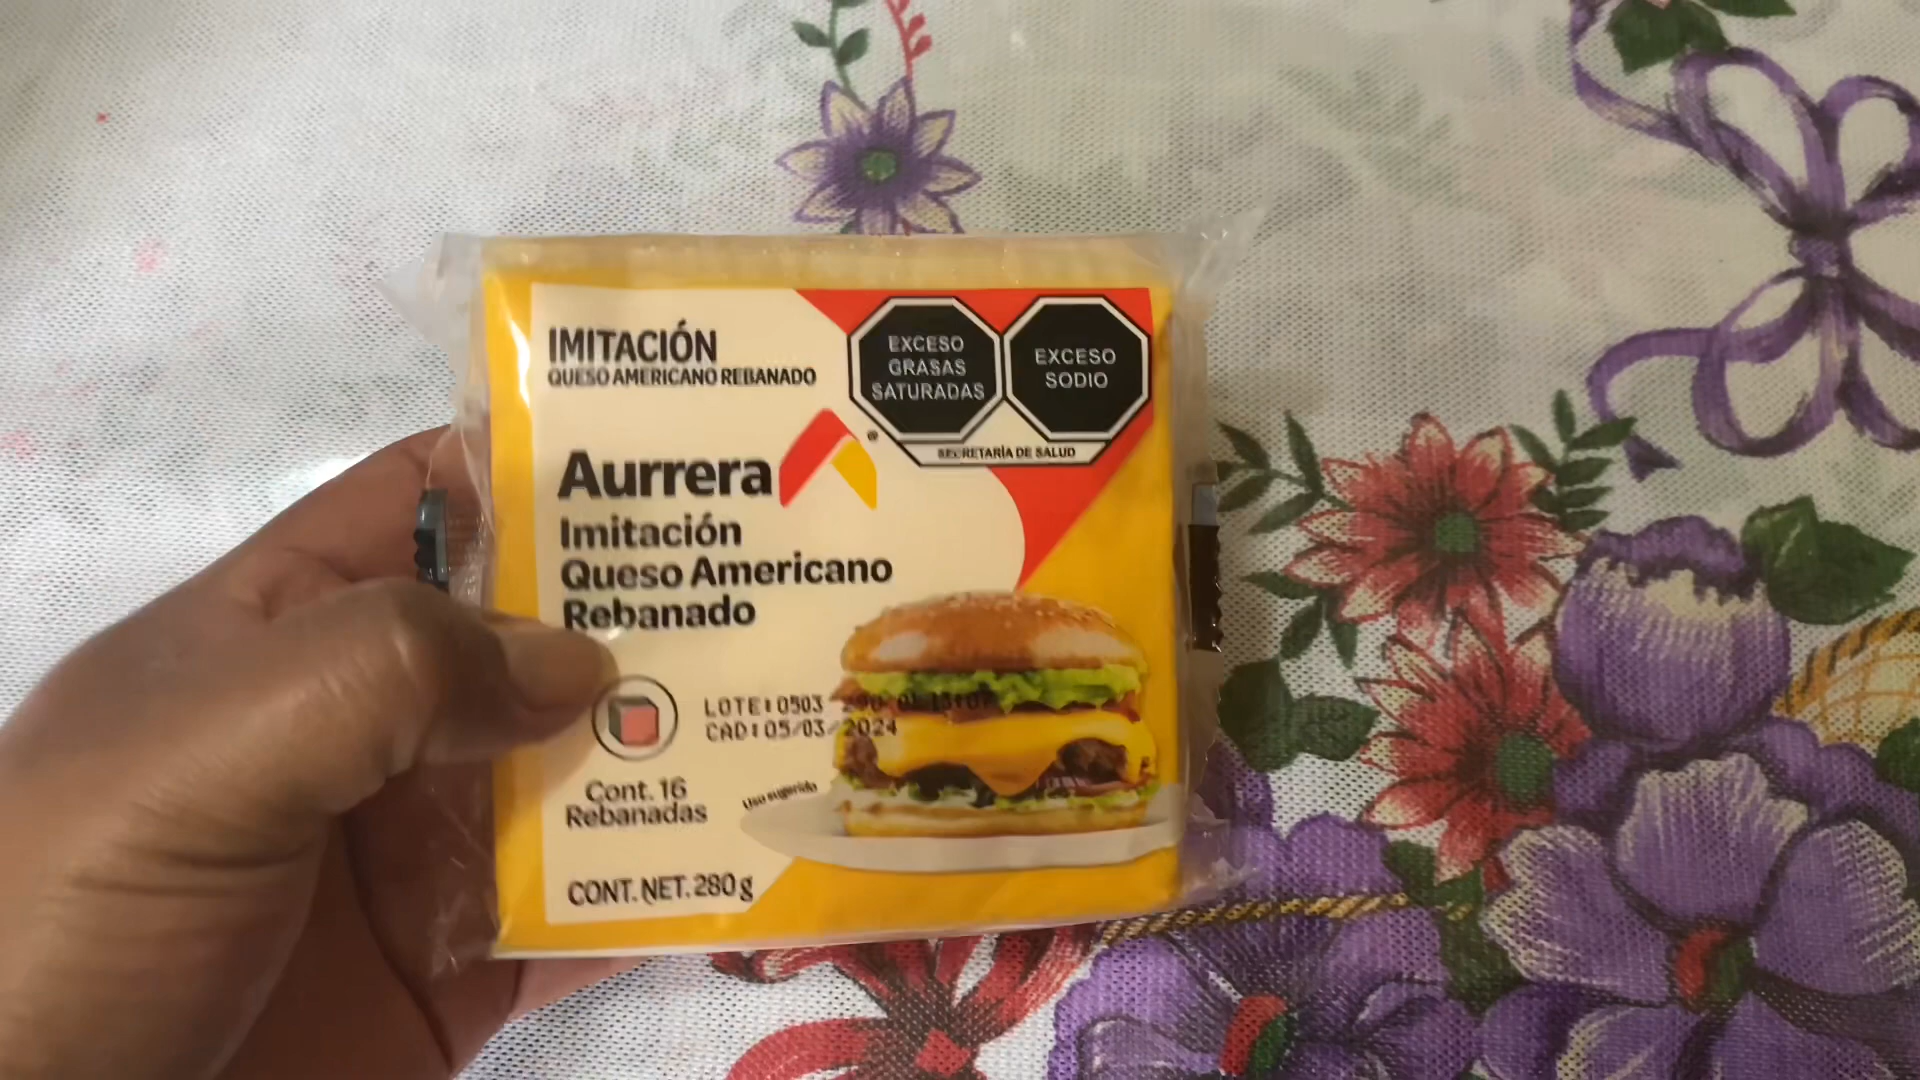 IMITACIÓN
QUESO AMERICANO REBANADO
EXCESO
GRASAS
SATURADAS
EXCESO
SODIO
SECRETARÍA DE SALUD
Aurrera
®
Imitación
Queso Americano
Rebanado
LOTE:0503
CAD:05/03/2024
Uso sugerido
Cont. 16
Rebanadas
CONT. NET. 280 g